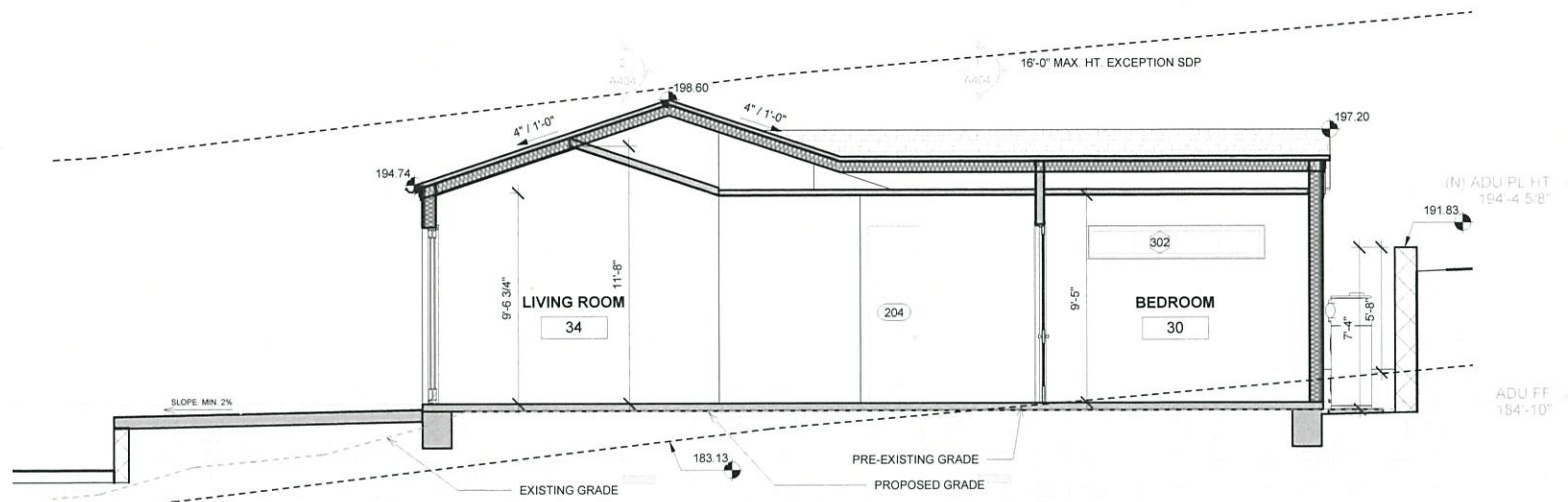 16'-0" MAX. HT. EXCEPTION SDP
A404
A404
198.60
4" / 1'-0"
4" / 1'-0"
197.20
194.74
(N) ADU PL HT
194'-4 5/8"
191.83
302
9'-6 3/4"
11'-8"
9'-5"
LIVING ROOM
34
204
BEDROOM
30
7'-4"
5'-8"
SLOPE MIN. 2%
ADU FF
184'-10"
183.13
PRE-EXISTING GRADE
PROPOSED GRADE
EXISTING GRADE